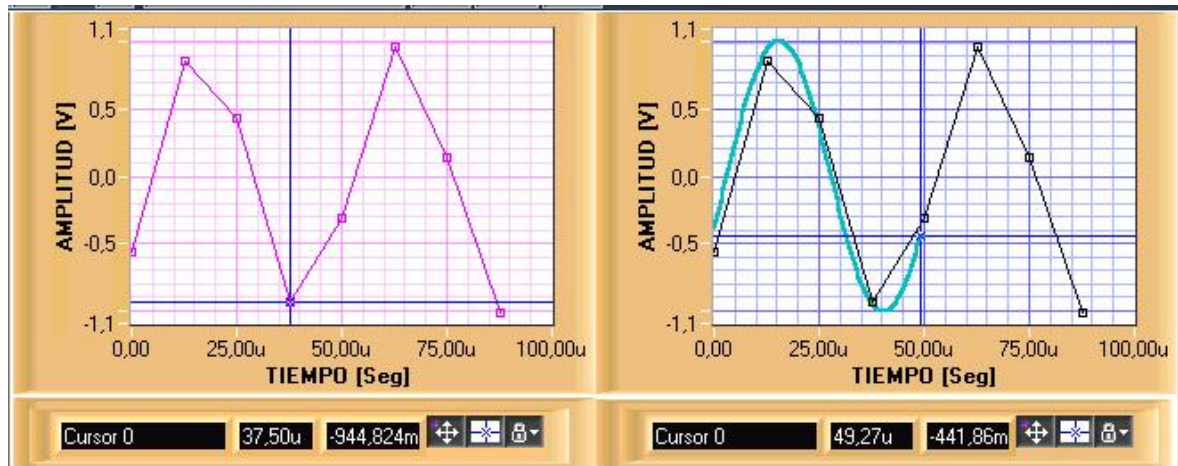 AMPLITUD [V]
1,1
0,5
0,0
-0,5
-1,1
0,00 25,00u 50,00u 75,00u 100,00u
TIEMPO [Seg]
Cursor 0 37,50u -944,824m
AMPLITUD [V]
1,1
0,5
0,0
-0,5
-1,1
0,00 25,00u 50,00u 75,00u 100,00u
TIEMPO [Seg]
Cursor 0 49,27u -441,86m